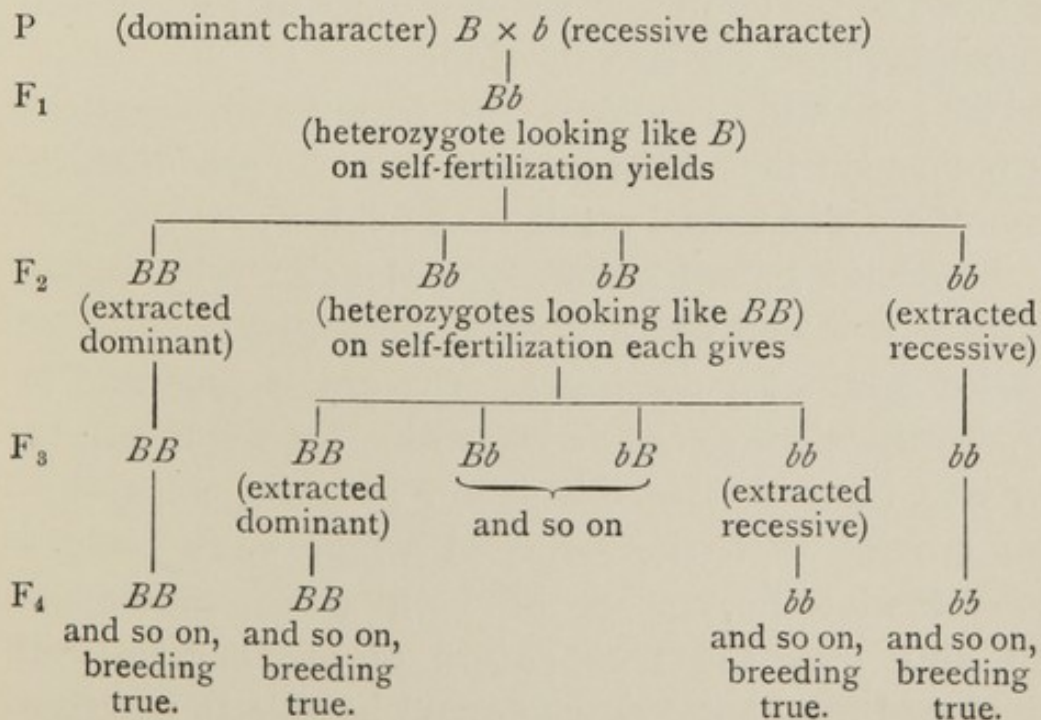 P (dominant character) B × b (recessive character)
F₁ Bb
(heterozygote looking like B)
on self-fertilization yields
F₂ BB Bb bB bb
(extracted (heterozygotes looking like BB) (extracted
dominant) on self-fertilization each gives recessive)
F₃ BB BB Bb bB bb bb
(extracted (extracted
dominant) and so on recessive)
F₄ BB BB bb bb
and so on, and so on, and so on, and so on,
breeding breeding breeding breeding
true. true. true. true.